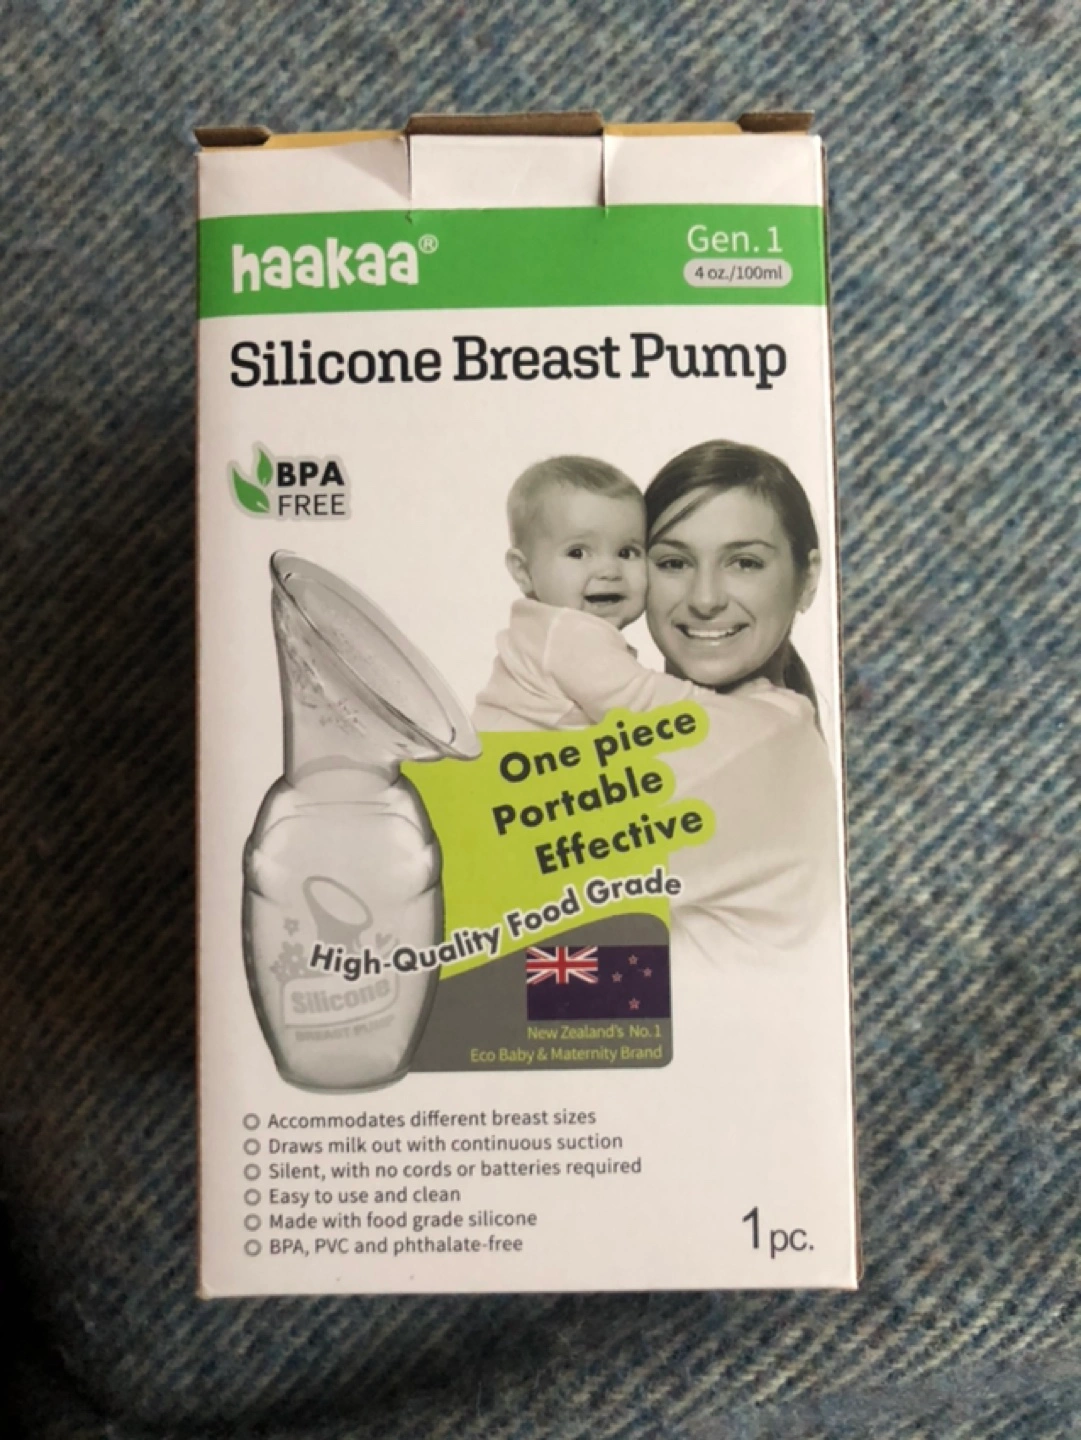 haakaa®
Gen. 1
4 oz./100ml
Silicone Breast Pump
BPA
FREE
One piece
Portable
Effective
High-Quality Food Grade
Silicone
BREAST PUMP
New Zealand's No.1
Eco Baby & Maternity Brand
Accommodates different breast sizes
Draws milk out with continuous suction
Silent, with no cords or batteries required
Easy to use and clean
Made with food grade silicone
BPA, PVC and phthalate-free
1 pc.